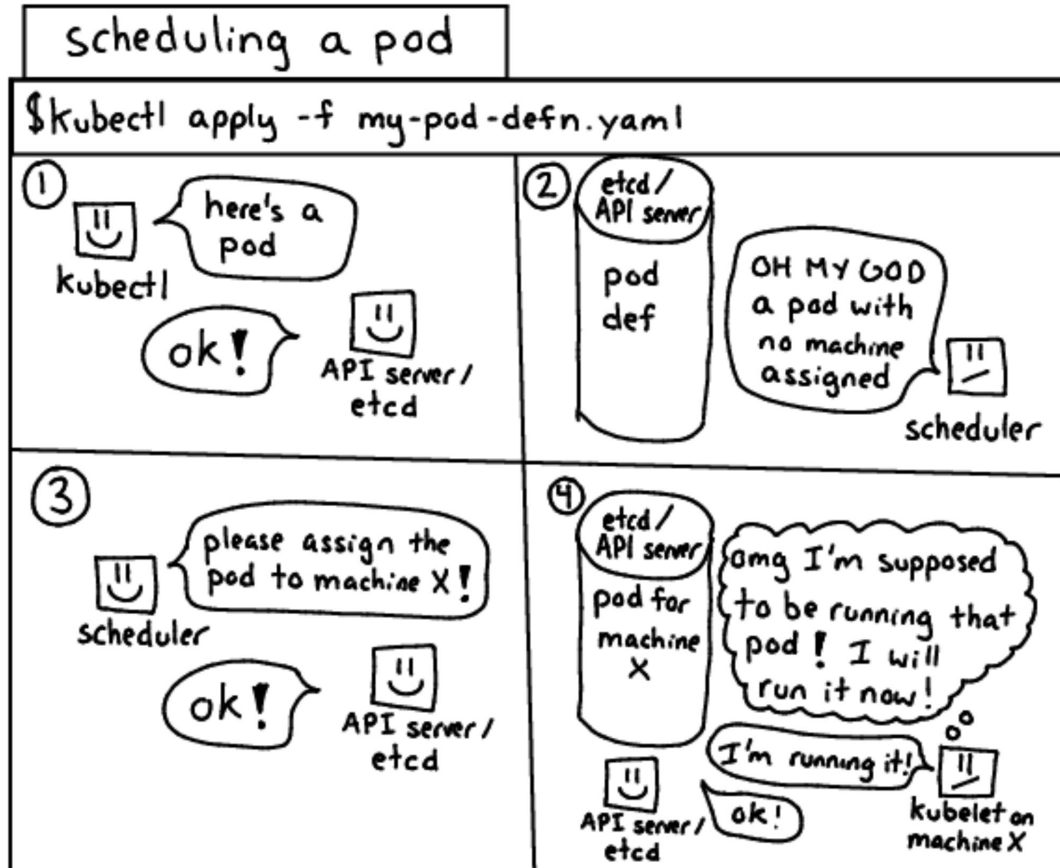 scheduling a pod
$kubectl apply -f my-pod-defn.yaml
1
here's a
pod
kubectl
ok!
API server/
etcd
2
etcd/
API server
pod
def
OH MY GOD
a pod with
no machine
assigned
scheduler
3
please assign the
pod to machine X!
scheduler
ok!
API server/
etcd
4
etcd/
API server
pod for
machine
X
omg I'm supposed
to be running that
pod! I will
run it now!
I'm running it!
kubelet on
machine X
ok!
API server/
etcd